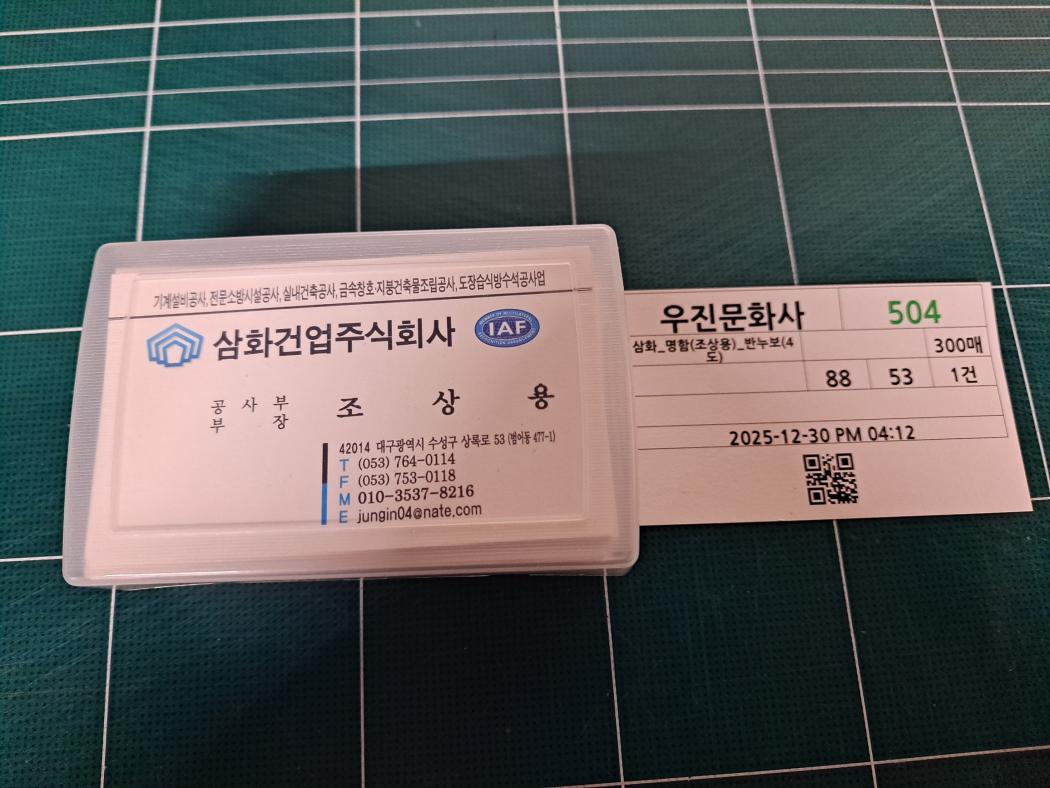 기계설비공사, 전문소방시설공사, 실내건축공사, 금속창호·지붕건축물조립공사, 도장습식방수석공사업
삼화건업주식회사
MEMBER OF MULTILATERAL
IAF
RECOGNITION ARRANGEMENT
공사부
부장
조상용
42014 대구광역시 수성구 상록로 53 (범어동 477-1)
T (053) 764-0114
F (053) 753-0118
M 010-3537-8216
E jungin04@nate.com
우진문화사 504
삼화_명함(조상용)_반누보(4
도) 300매
88 53 1건
2025-12-30 PM 04:12